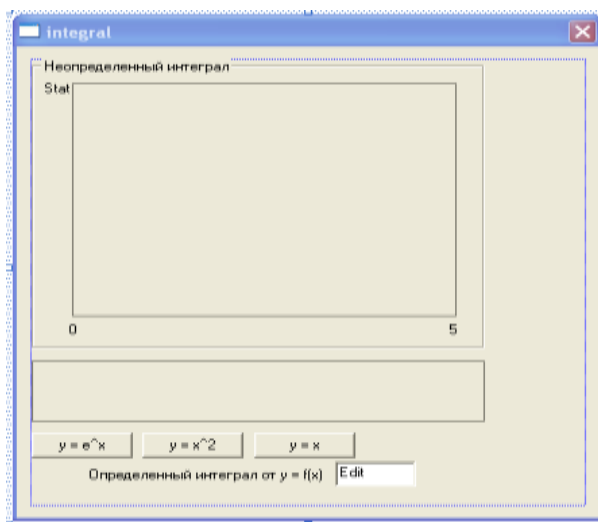 integral
Неопределенный интеграл
Stat
0 5
y = e^x y = x^2 y = x
Определенный интеграл от y = f(x) Edit